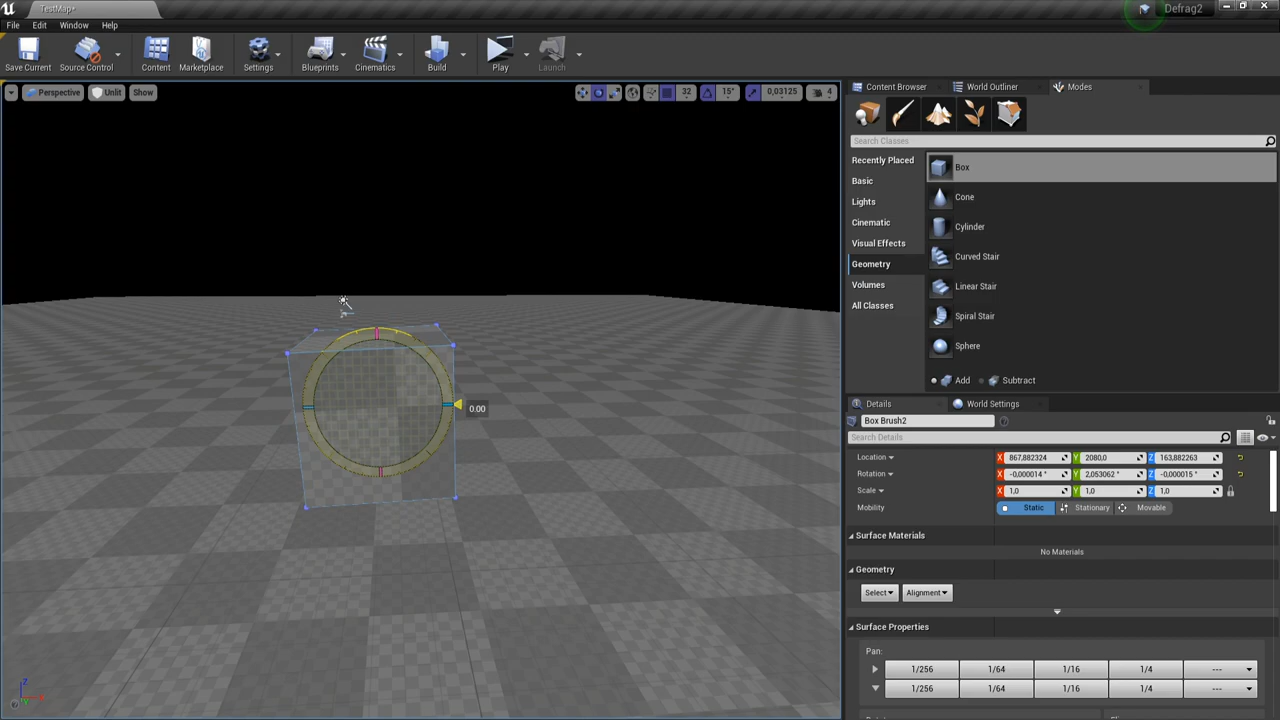 TestMap*
Defrag2
File Edit Window Help
Save Current Source Control Content Marketplace Settings Blueprints Cinematics Build Play Launch
Perspective Unlit Show 32 15° 0,03125 4
0.00
Content Browser World Outliner Modes
Search Classes
Recently Placed
Basic
Lights
Cinematic
Visual Effects
Geometry
Volumes
All Classes
Box
Cone
Cylinder
Curved Stair
Linear Stair
Spiral Stair
Sphere
Add Subtract
Details World Settings
Box Brush2
Search Details
Location X 867,882324 Y 2080,0 Z 163,882263
Rotation X -0,000014 ° Y 2,053062 ° Z -0,000015 °
Scale X 1,0 Y 1,0 Z 1,0
Mobility Static Stationary Movable
Surface Materials
No Materials
Geometry
Select Alignment
Surface Properties
Pan:
1/256 1/64 1/16 1/4 ---
1/256 1/64 1/16 1/4 ---
Z X Y